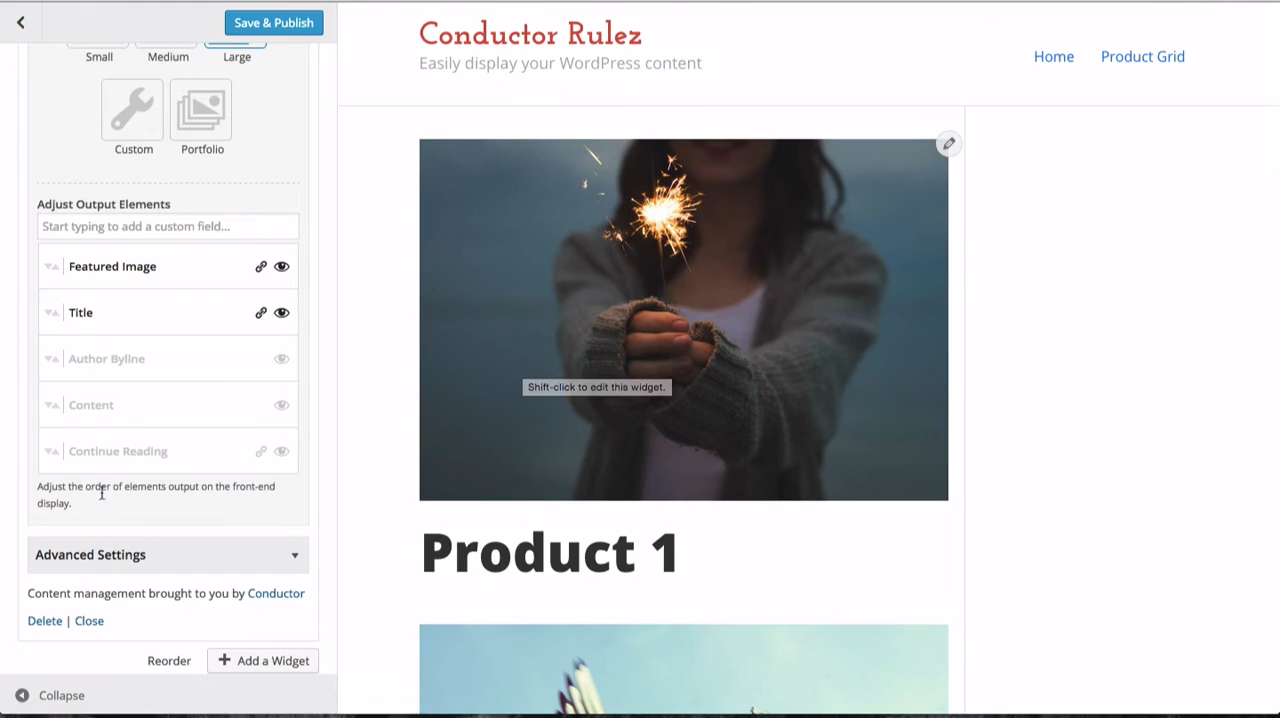 Save & Publish
Small
Medium
Large
Custom
Portfolio
Adjust Output Elements
Start typing to add a custom field...
Featured Image
Title
Author Byline
Content
Continue Reading
Adjust the order of elements output on the front-end
display.
Advanced Settings
Content management brought to you by Conductor
Delete | Close
Reorder
+ Add a Widget
Collapse
Conductor Rulez
Easily display your WordPress content
Home
Product Grid
Shift-click to edit this widget.
Product 1